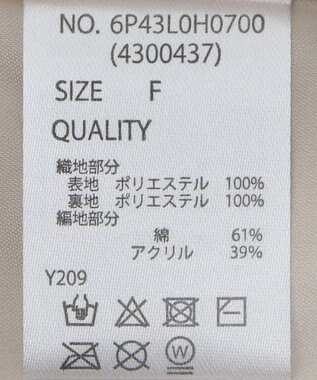 NO. 6P43L0H0700
(4300437)
SIZE F
QUALITY
織地部分
表地 ポリエステル 100%
裏地 ポリエステル 100%
編地部分
綿 61%
アクリル 39%
Y209
W